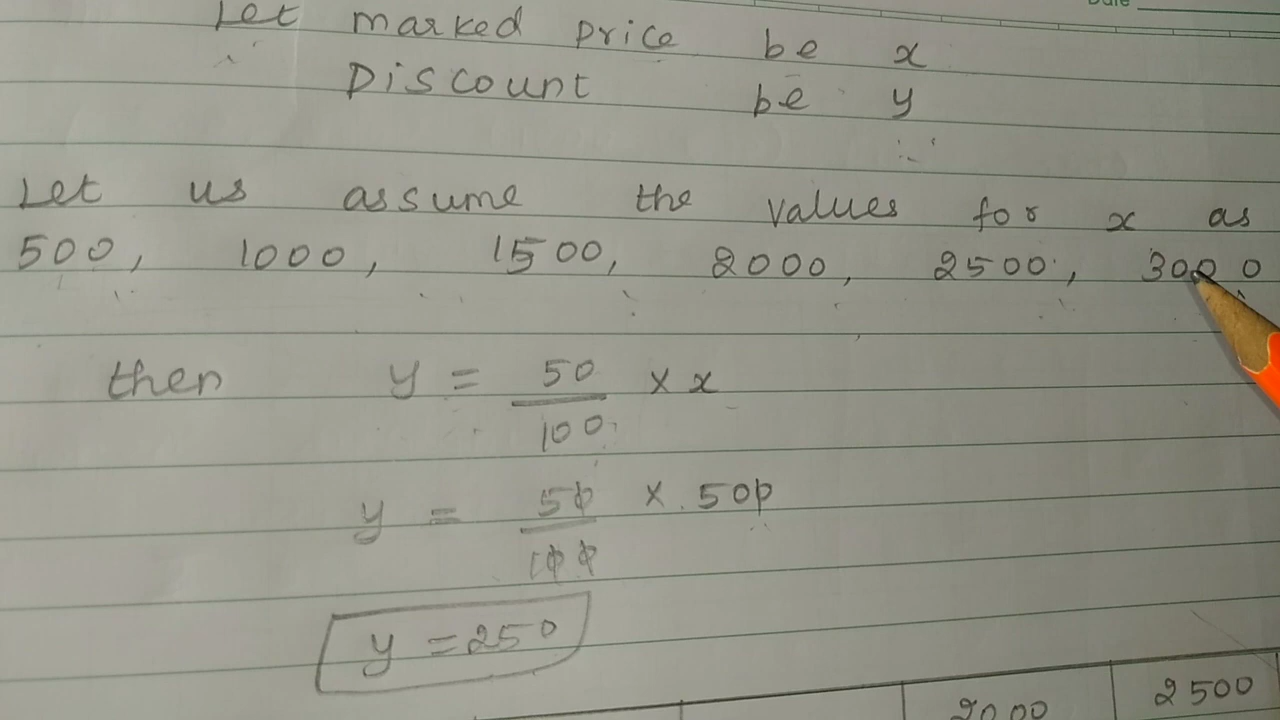 Date
Let marked price be x
Discount be y
Let us assume the values for x as
500, 1000, 1500, 2000, 2500, 3000
then y = 50/100 × x
y = 50/100 × 500
y = 250
2000 2500